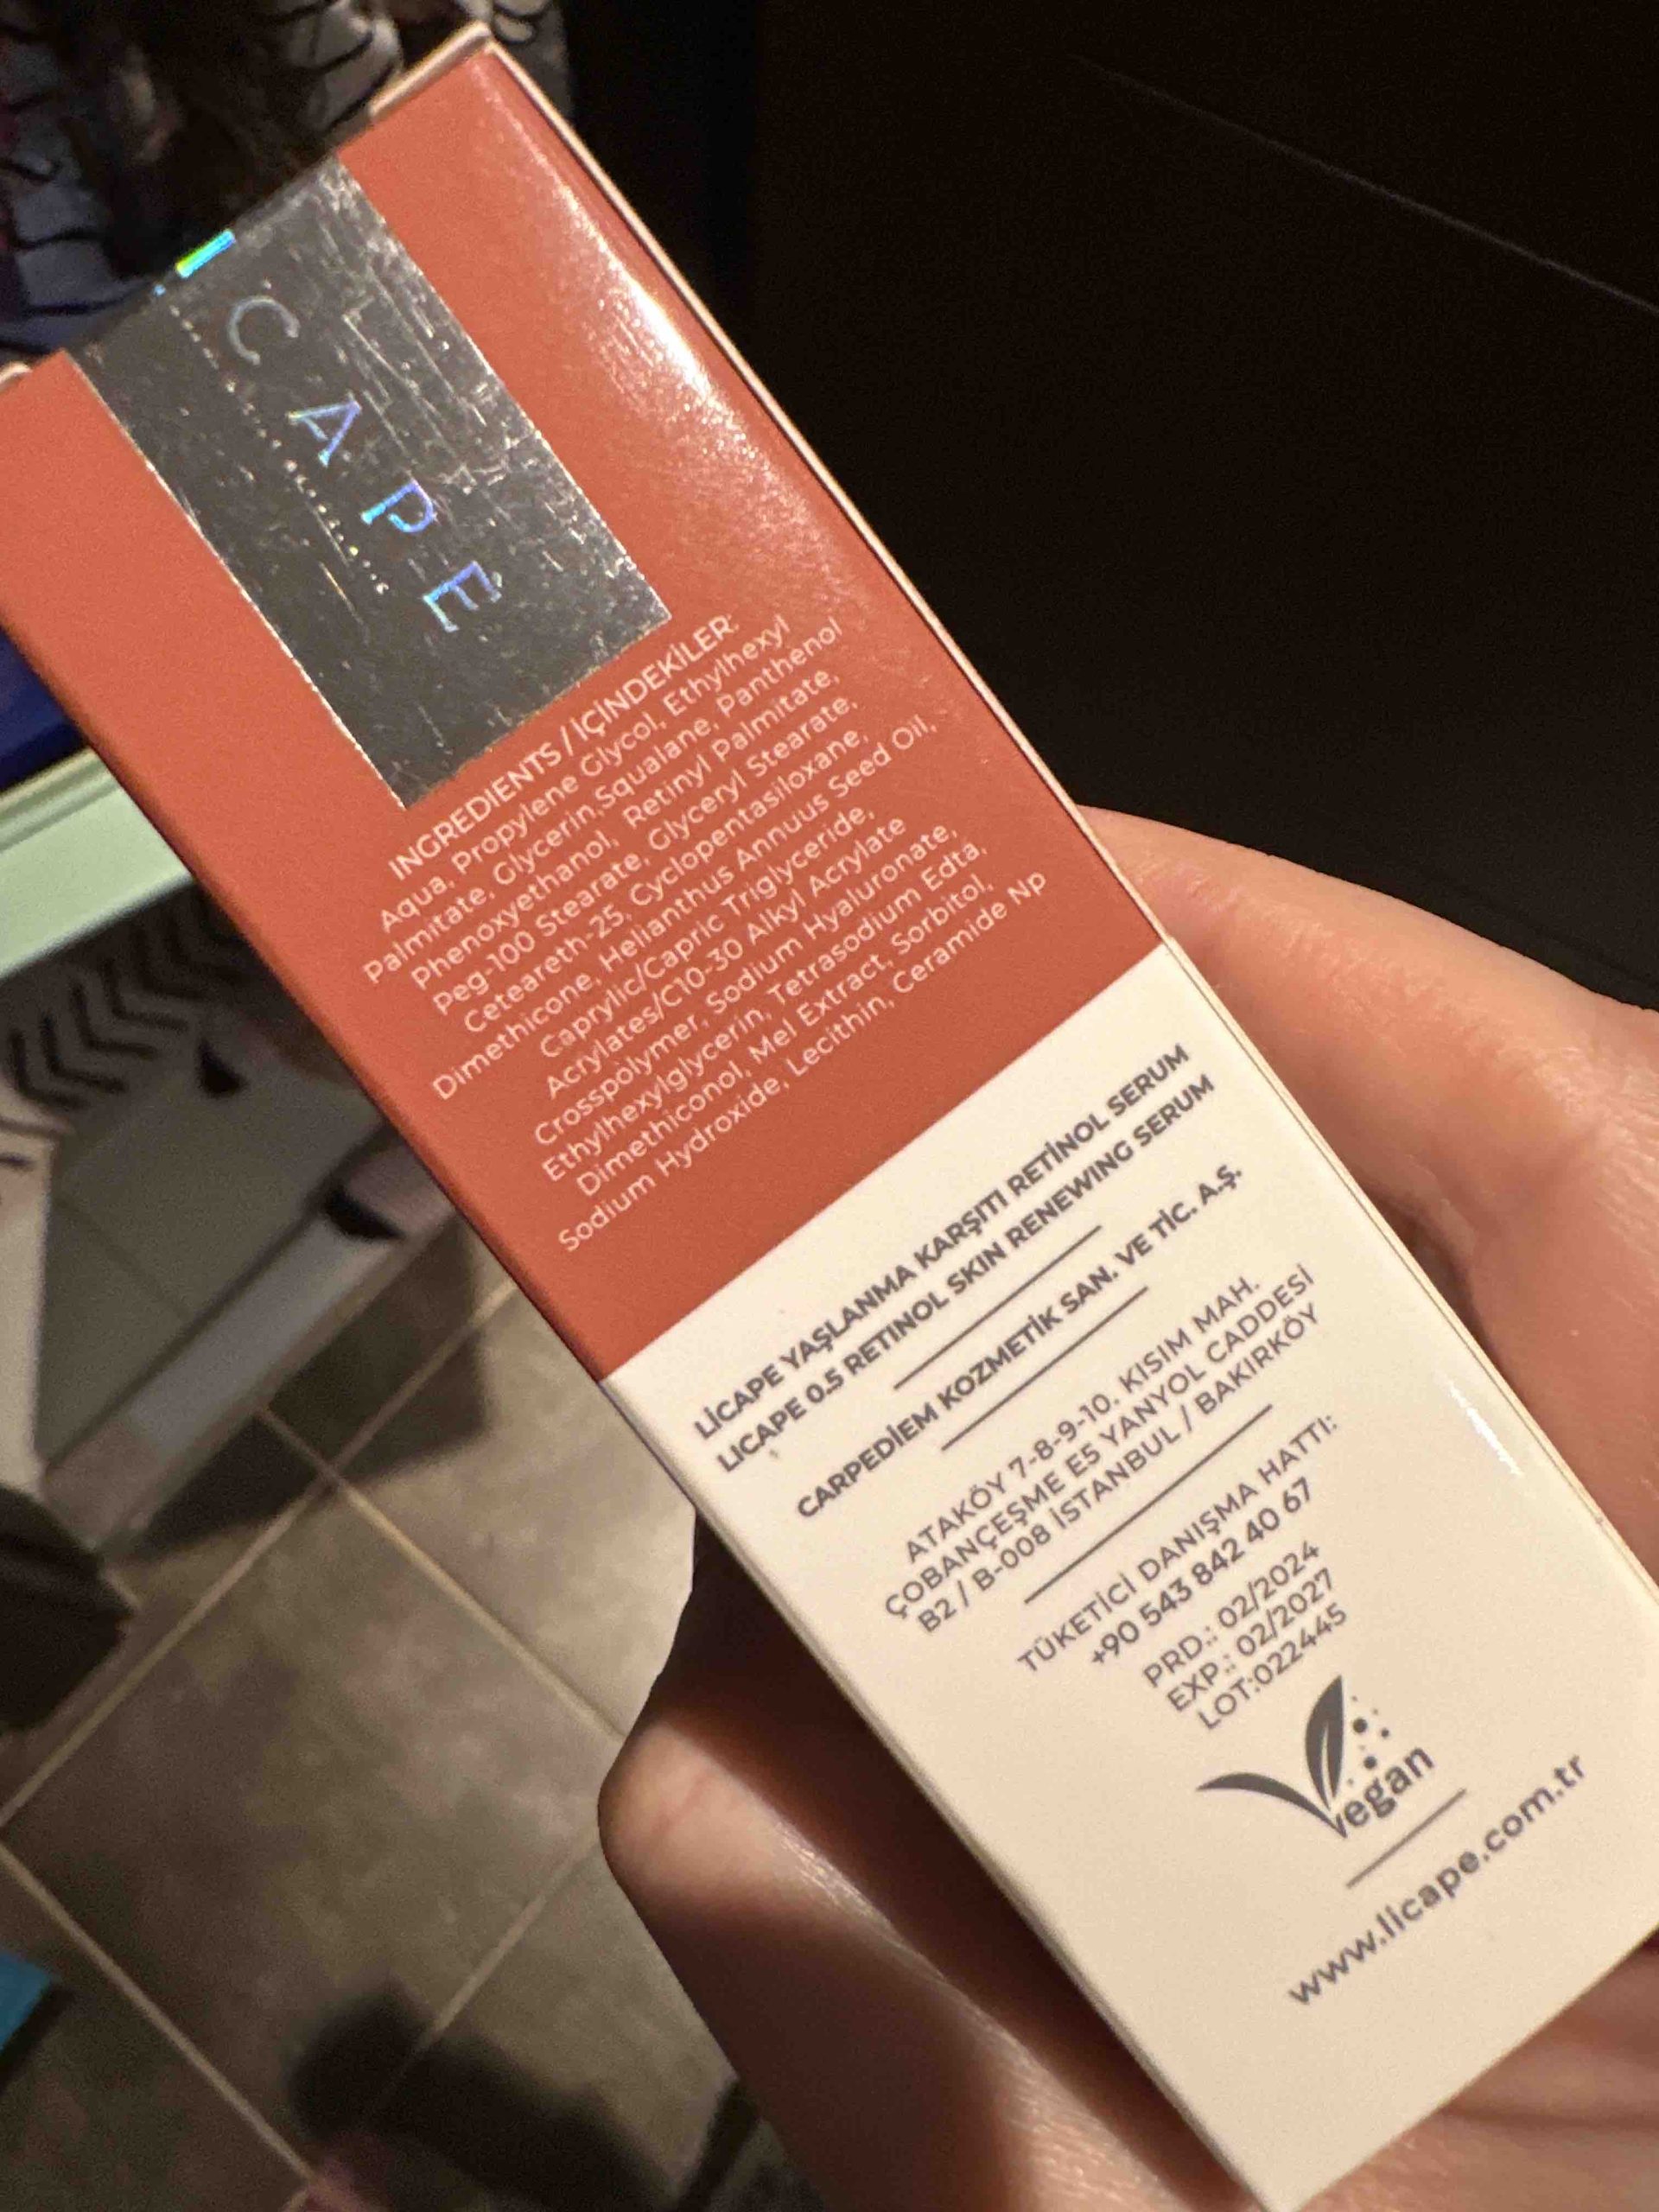 CAPE
INGREDIENTS / İÇİNDEKİLER:
Aqua, Propylene Glycol, Ethylhexyl
Palmitate, Glycerin,Squalane, Panthenol
Phenoxyethanol, Retinyl Palmitate,
Peg-100 Stearate, Glyceryl Stearate,
Ceteareth-25, Cyclopentasiloxane,
Dimethicone, Helianthus Annuus Seed Oil,
Caprylic/Capric Triglyceride,
Acrylates/C10-30 Alkyl Acrylate
Crosspolymer, Sodium Hyaluronate,
Ethylhexylglycerin, Tetrasodium Edta,
Dimethiconol, Mel Extract, Sorbitol,
Sodium Hydroxide, Lecithin, Ceramide Np
LİCAPE YAŞLANMA KARŞITI RETİNOL SERUM
LICAPE 0.5 RETINOL SKIN RENEWING SERUM
CARPEDİEM KOZMETİK SAN. VE TİC. A.Ş.
ATAKÖY 7-8-9-10. KISIM MAH.
ÇOBANÇEŞME E5 YANYOL CADDESİ
B2 / B-008 İSTANBUL / BAKIRKÖY
TÜKETİCİ DANIŞMA HATTI:
+90 543 842 40 67
PRD.: 02/2024
EXP.: 02/2027
LOT:022445
Vegan
www.licape.com.tr